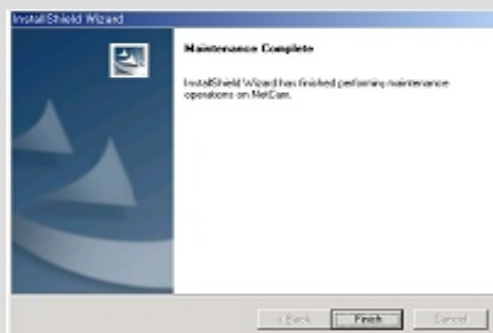 InstallShield Wizard
Maintenance Complete
InstallShield Wizard has finished performing maintenance
operations on NetCam.
< Back
Finish
Cancel